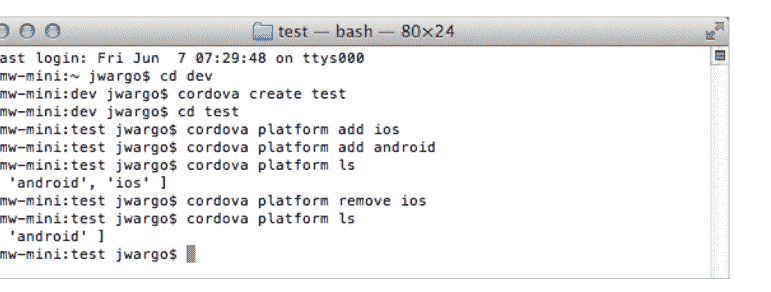 test — bash — 80×24
ast login: Fri Jun  7 07:29:48 on ttys000
mw-mini:~ jwargo$ cd dev
mw-mini:dev jwargo$ cordova create test
mw-mini:dev jwargo$ cd test
mw-mini:test jwargo$ cordova platform add ios
mw-mini:test jwargo$ cordova platform add android
mw-mini:test jwargo$ cordova platform ls
'android', 'ios' ]
mw-mini:test jwargo$ cordova platform remove ios
mw-mini:test jwargo$ cordova platform ls
'android' ]
mw-mini:test jwargo$